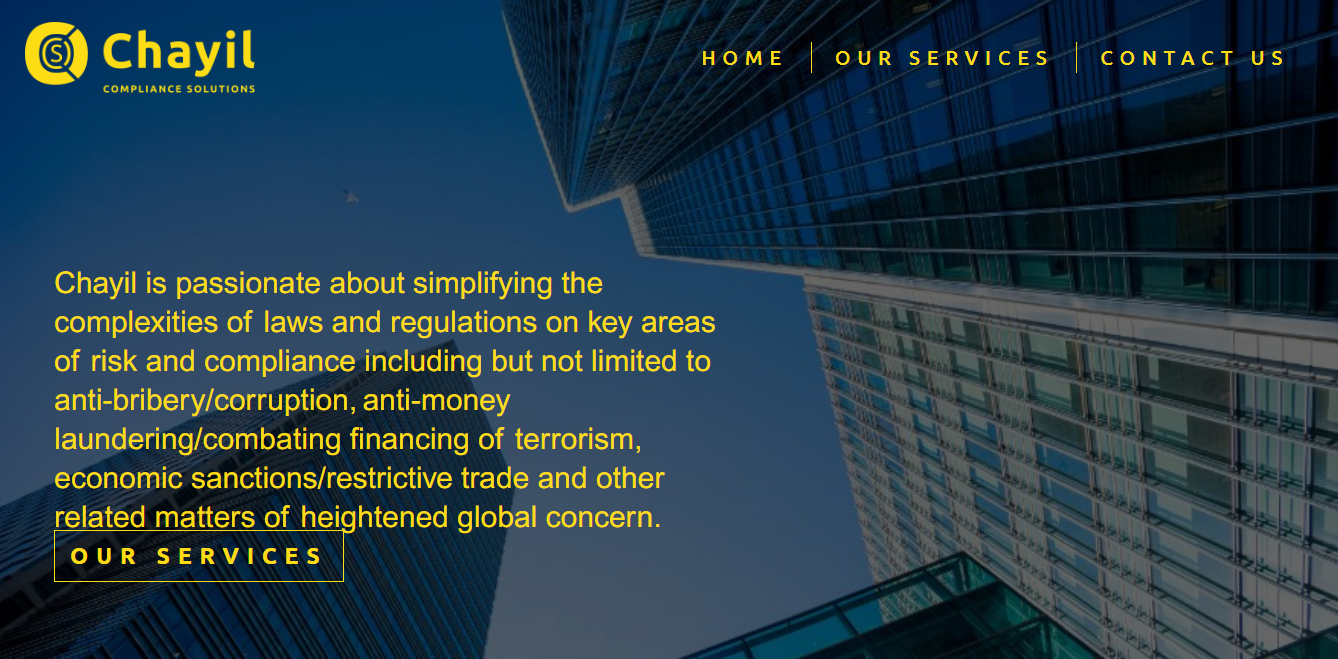 Chayil
COMPLIANCE SOLUTIONS
HOME
OUR SERVICES
CONTACT US
Chayil is passionate about simplifying the
complexities of laws and regulations on key areas
of risk and compliance including but not limited to
anti-bribery/corruption, anti-money
laundering/combating financing of terrorism,
economic sanctions/restrictive trade and other
related matters of heightened global concern.
OUR SERVICES